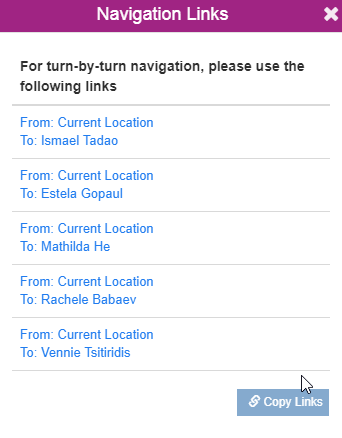 Navigation Links
For turn-by-turn navigation, please use the
following links
From: Current Location
To: Ismael Tadao
From: Current Location
To: Estela Gopaul
From: Current Location
To: Mathilda He
From: Current Location
To: Rachele Babaev
From: Current Location
To: Vennie Tsitiridis
Copy Links